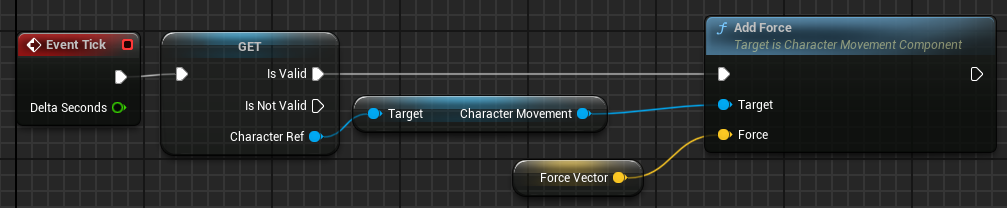 Event Tick
Delta Seconds
GET
Is Valid
Is Not Valid
Character Ref
Target Character Movement
Force Vector
f Add Force
Target is Character Movement Component
Target
Force